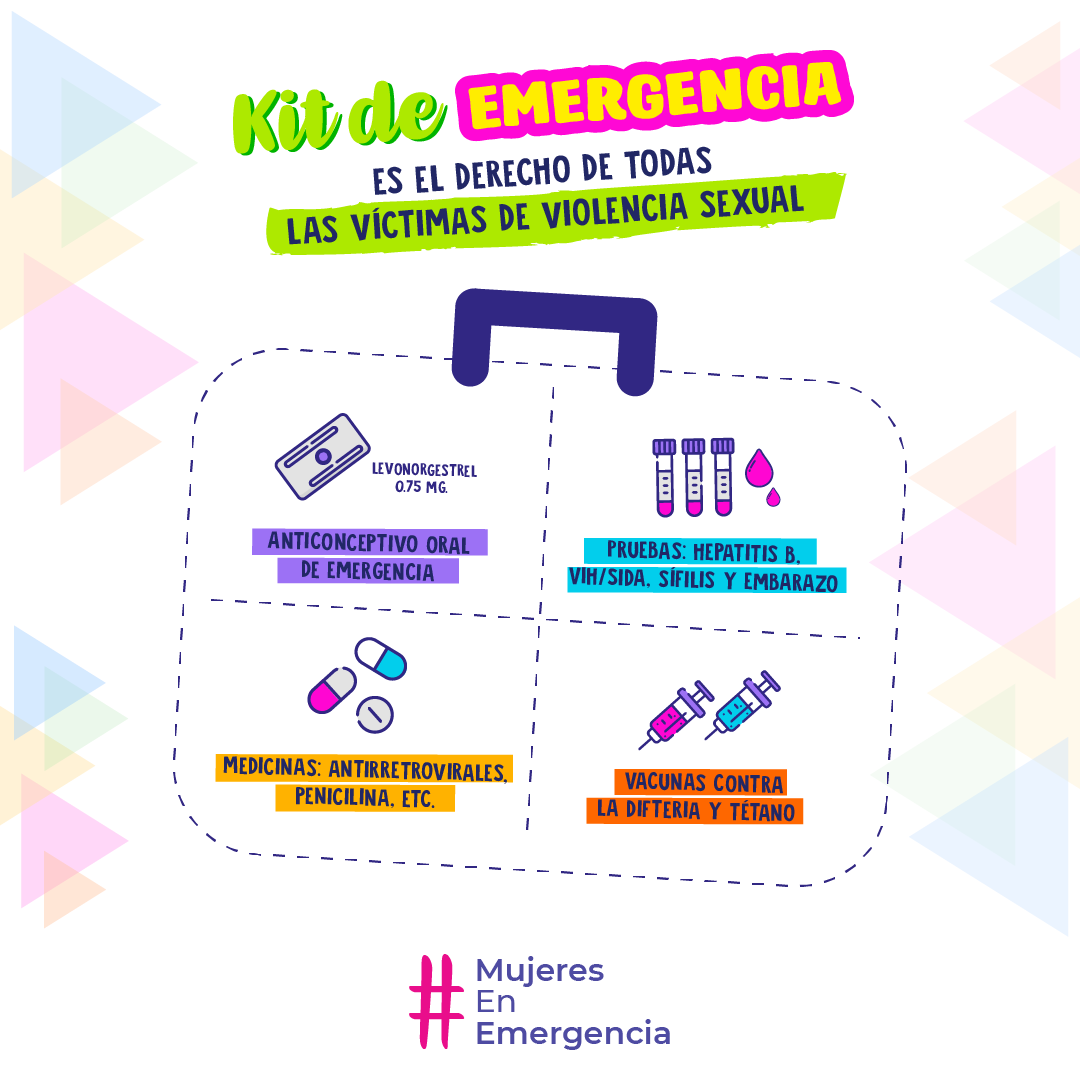 Kit de EMERGENCIA
ES EL DERECHO DE TODAS
LAS VÍCTIMAS DE VIOLENCIA SEXUAL
LEVONORGESTREL
0.75 MG.
ANTICONCEPTIVO ORAL
DE EMERGENCIA
PRUEBAS: HEPATITIS B,
VIH/SIDA, SÍFILIS Y EMBARAZO
MEDICINAS: ANTIRRETROVIRALES,
PENICILINA, ETC.
VACUNAS CONTRA
LA DIFTERIA Y TÉTANO
# Mujeres
En
Emergencia